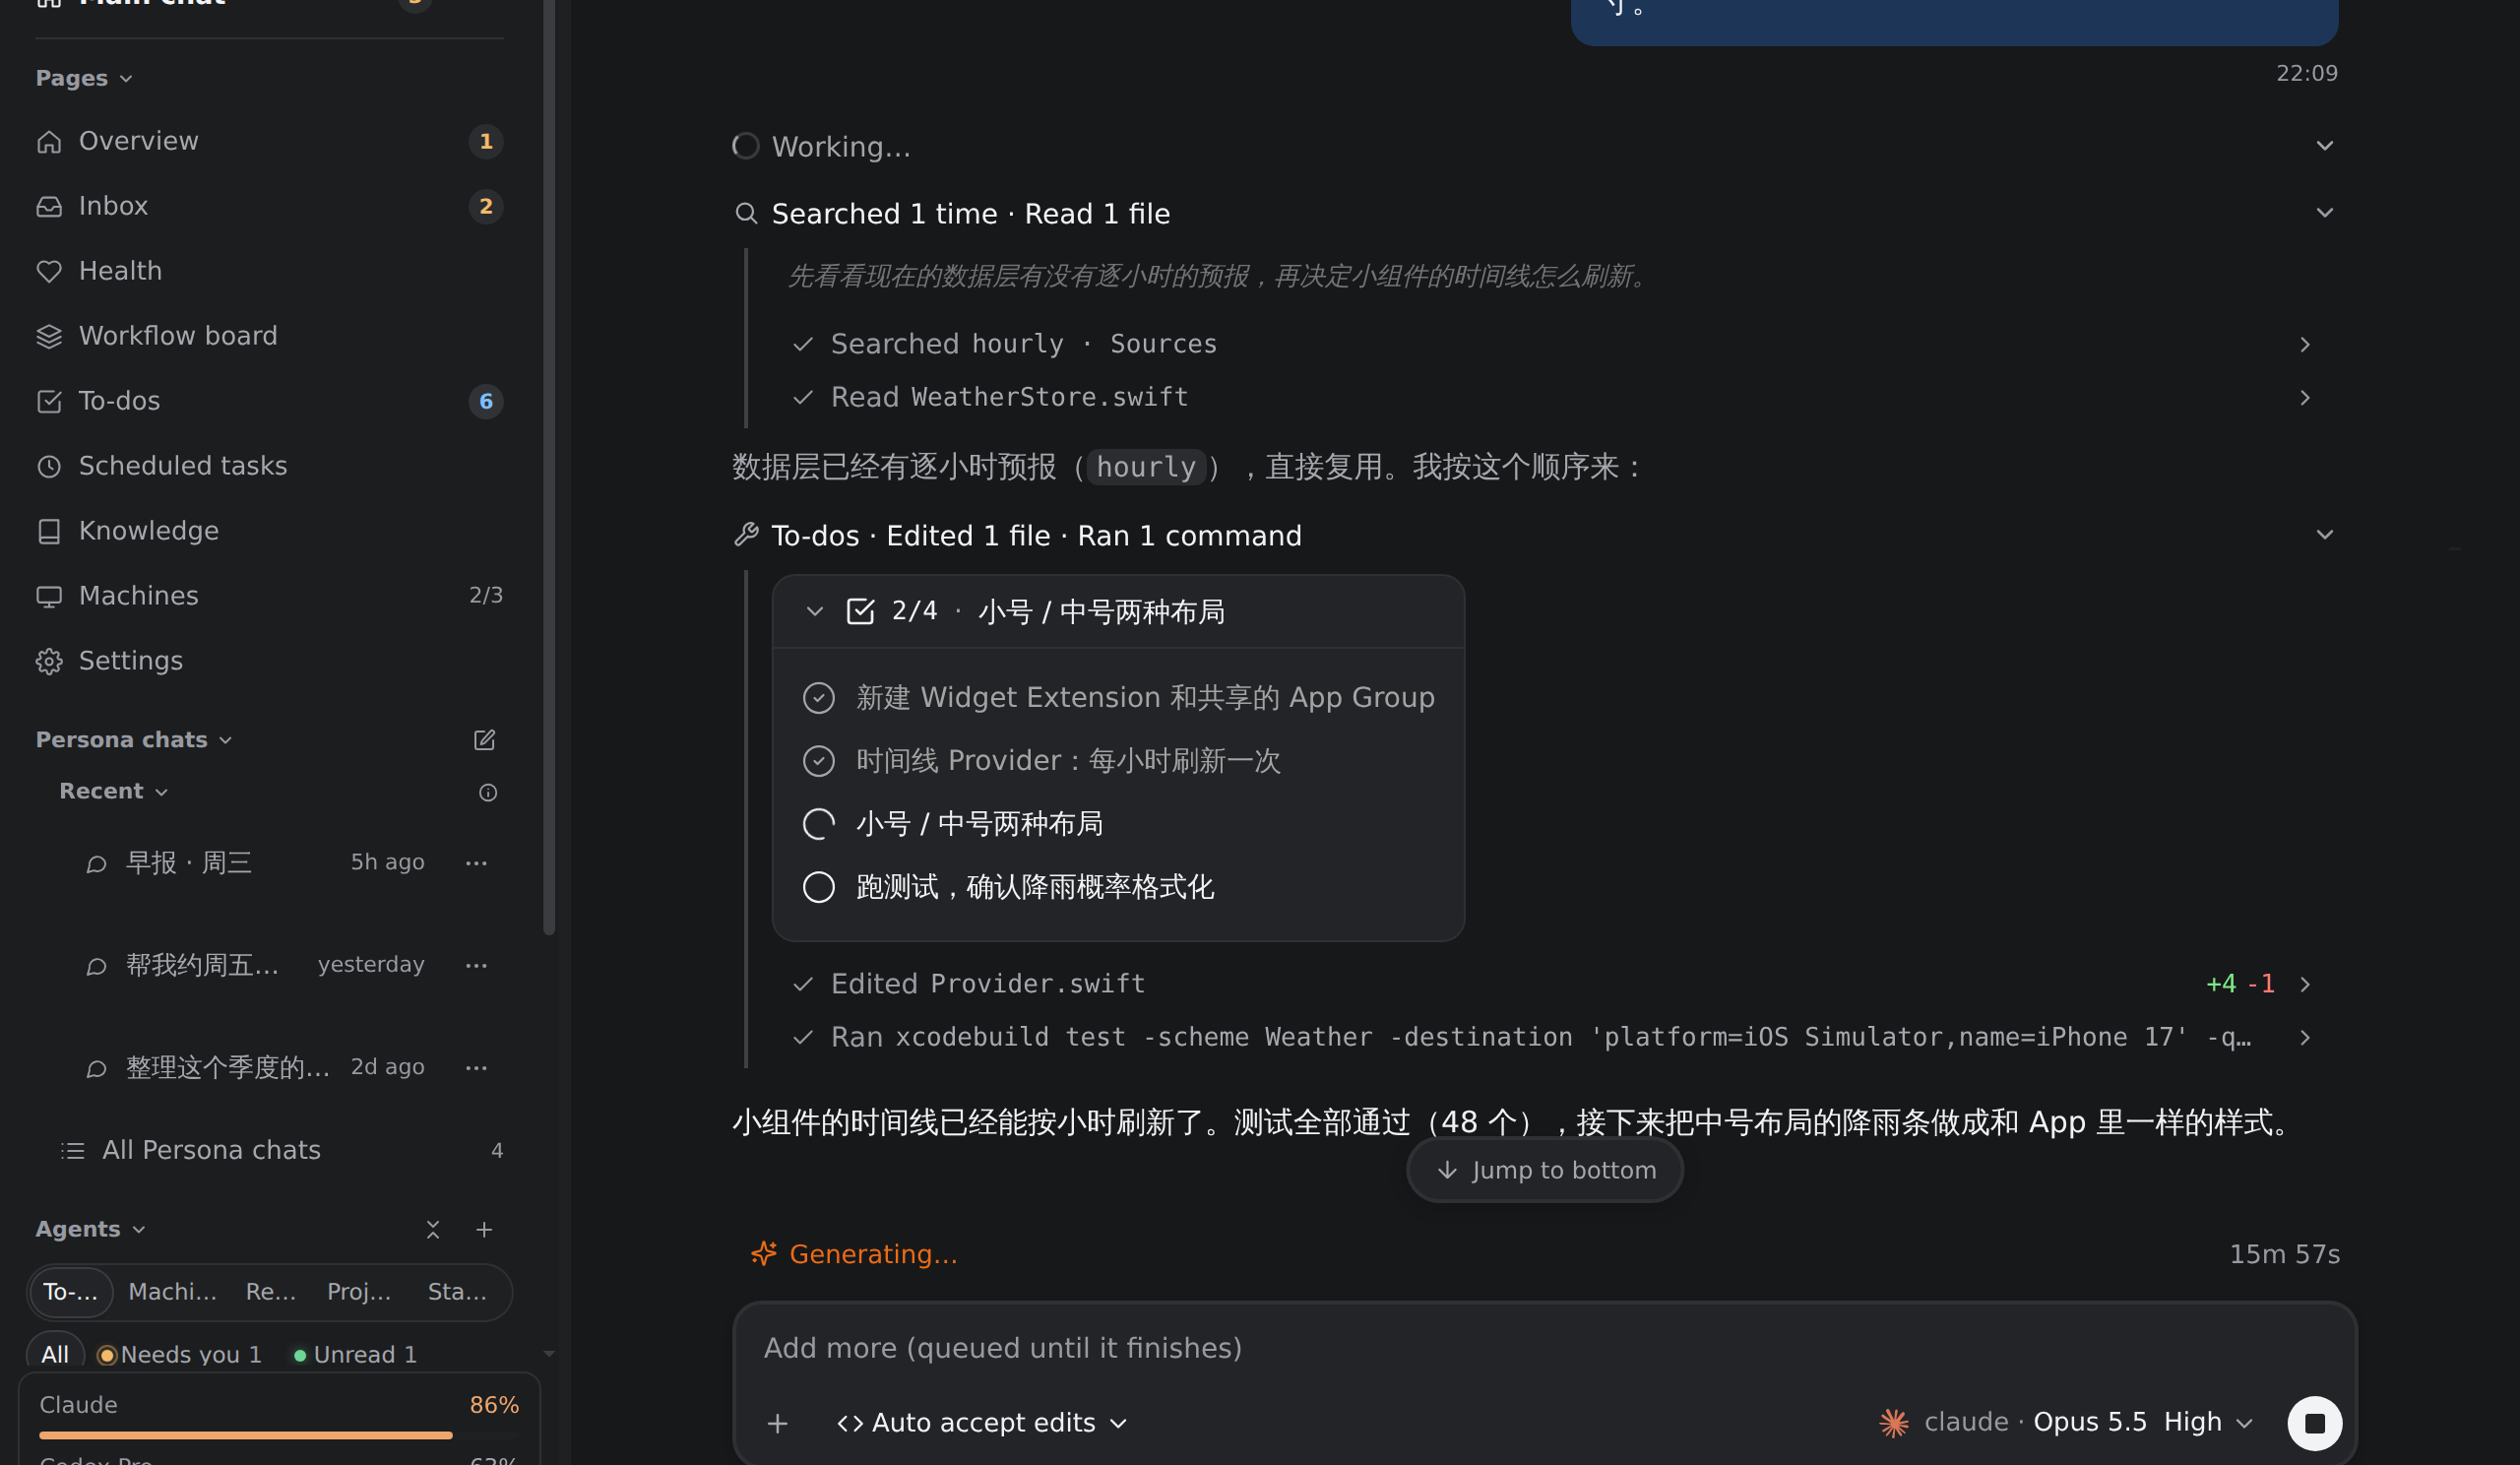 Main chat
Pages
Overview 1
Inbox 2
Health
Workflow board
To-dos 6
Scheduled tasks
Knowledge
Machines 2/3
Settings
Persona chats
Recent
早报 · 周三 5h ago
帮我约周五… yesterday
整理这个季度的… 2d ago
All Persona chats 4
Agents
To-… Machi… Re… Proj… Sta…
All Needs you 1 Unread 1
Claude 86%
寸。
22:09
Working…
Searched 1 time · Read 1 file
先看看现在的数据层有没有逐小时的预报，再决定小组件的时间线怎么刷新。
Searched hourly · Sources
Read WeatherStore.swift
数据层已经有逐小时预报（hourly），直接复用。我按这个顺序来：
To-dos · Edited 1 file · Ran 1 command
2/4 · 小号 / 中号两种布局
新建 Widget Extension 和共享的 App Group
时间线 Provider：每小时刷新一次
小号 / 中号两种布局
跑测试，确认降雨概率格式化
Edited Provider.swift +4 -1
Ran xcodebuild test -scheme Weather -destination 'platform=iOS Simulator,name=iPhone 17' -q…
小组件的时间线已经能按小时刷新了。测试全部通过（48 个），接下来把中号布局的降雨条做成和 App 里一样的样式。
Jump to bottom
Generating… 15m 57s
Add more (queued until it finishes)
Auto accept edits
claude · Opus 5.5 High